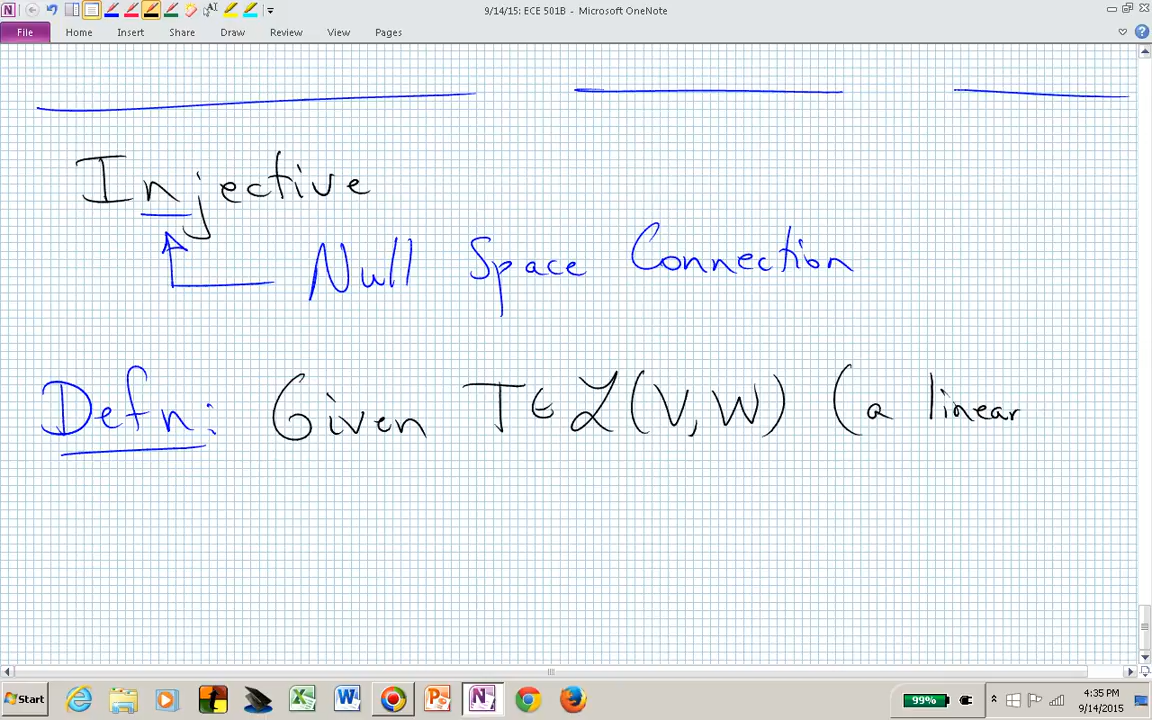 9/14/15: ECE 501B - Microsoft OneNote
File Home Insert Share Draw Review View Pages
Injective
Null Space Connection
Defn: Given T∈ℒ(V,W) (a linear
Start
99%
4:35 PM
9/14/2015